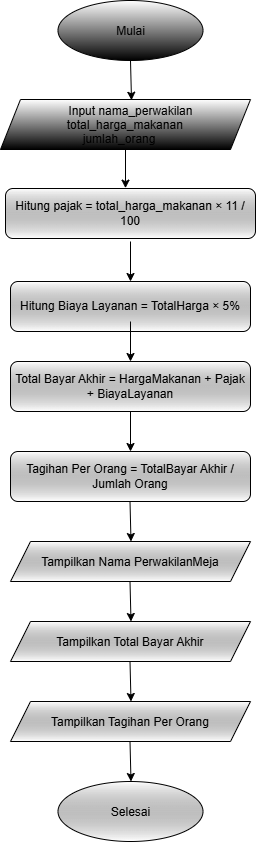 Mulai
Input nama_perwakilan
total_harga_makanan
jumlah_orang
Hitung pajak = total_harga_makanan × 11 /
100
Hitung Biaya Layanan = TotalHarga × 5%
Total Bayar Akhir = HargaMakanan + Pajak
+ BiayaLayanan
Tagihan Per Orang = TotalBayar Akhir /
Jumlah Orang
Tampilkan Nama PerwakilanMeja
Tampilkan Total Bayar Akhir
Tampilkan Tagihan Per Orang
Selesai